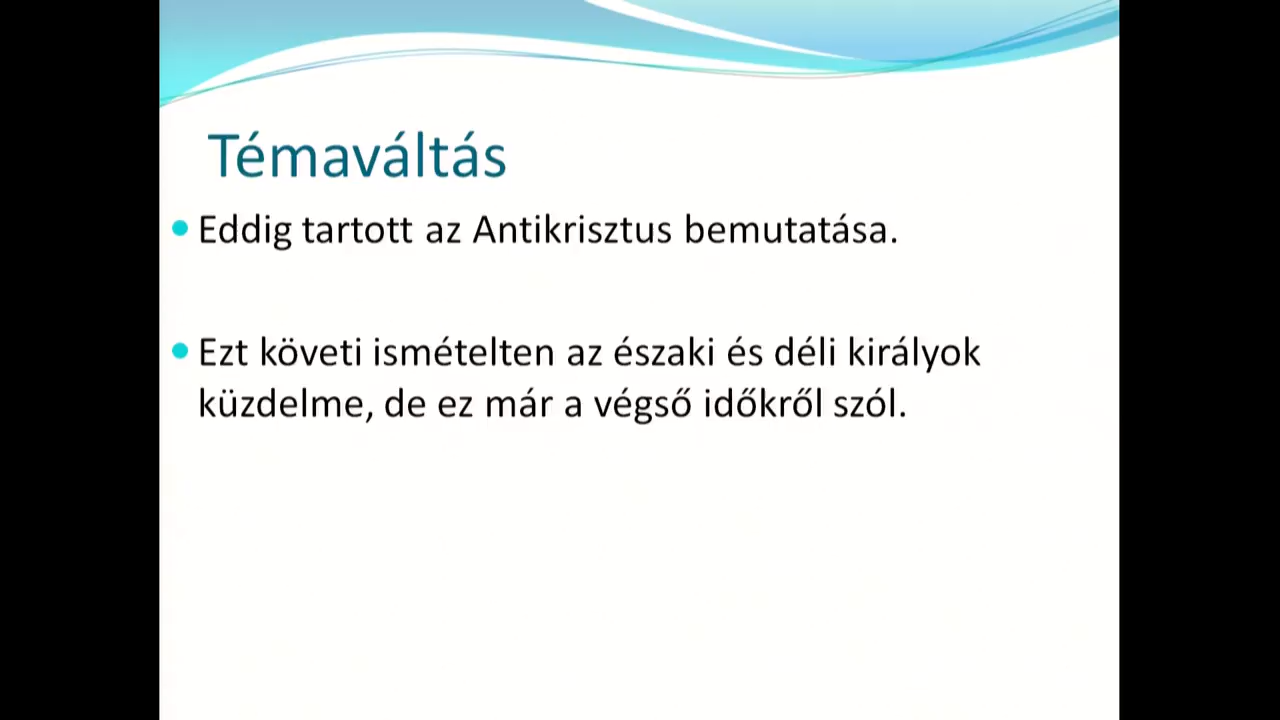 Témaváltás
Eddig tartott az Antikrisztus bemutatása.
Ezt követi ismételten az északi és déli királyok
küzdelme, de ez már a végső időkről szól.